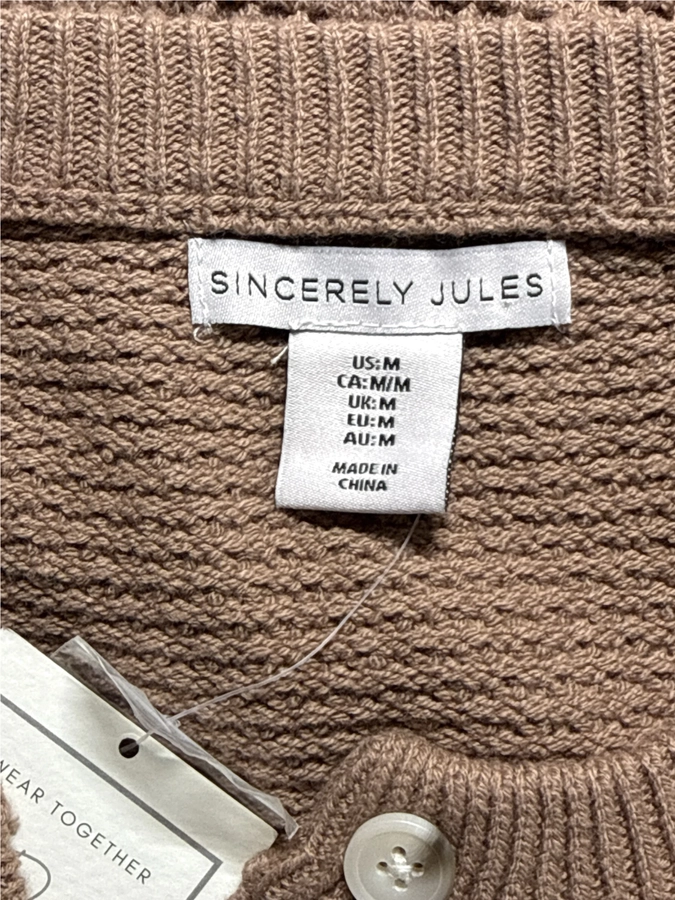 SINCERELY JULES
US:M
CA:M/M
UK:M
EU:M
AU:M
MADE IN
CHINA
WEAR TOGETHER